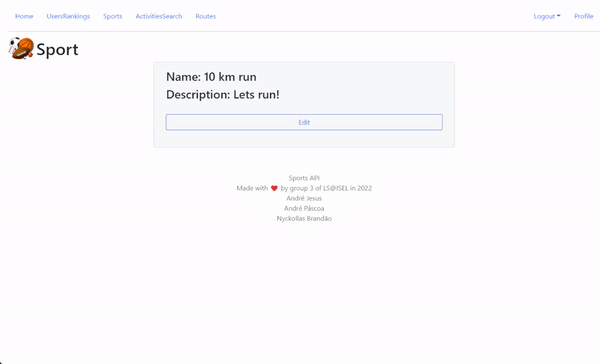 Home UsersRankings Sports ActivitiesSearch Routes Logout Profile
Sport
Name: 10 km run
Description: Lets run!
Edit
Sports API
Made with ❤ by group 3 of LS@ISEL in 2022
André Jesus
André Páscoa
Nyckollas Brandão